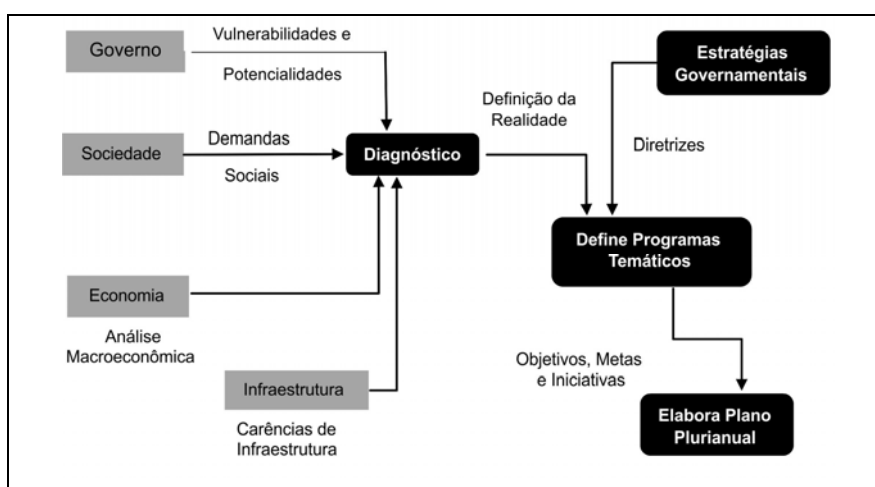 Governo
Vulnerabilidades e
Potencialidades
Estratégias
Governamentais
Sociedade
Demandas
Sociais
Diagnóstico
Definição da
Realidade
Diretrizes
Define Programas
Temáticos
Economia
Análise
Macroeconômica
Infraestrutura
Carências de
Infraestrutura
Objetivos, Metas
e Iniciativas
Elabora Plano
Plurianual